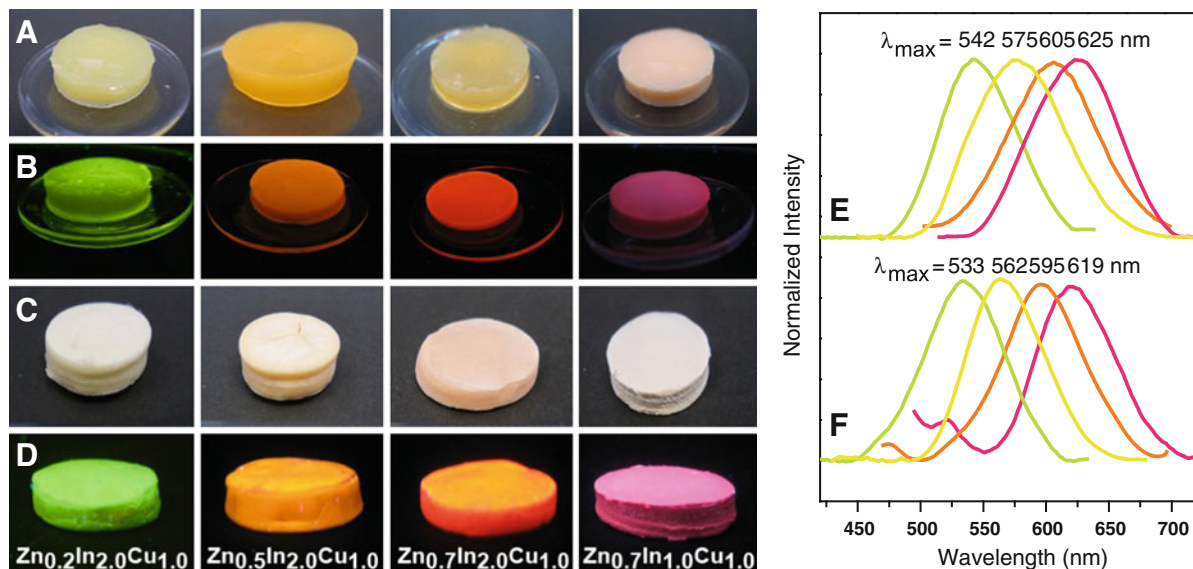 A
B
C
D
Zn0.2In2.0Cu1.0 Zn0.5In2.0Cu1.0 Zn0.7In2.0Cu1.0 Zn0.7In1.0Cu1.0
λmax = 542 575605625 nm
E
λmax = 533 562595619 nm
F
Normalized Intensity
450 500 550 600 650 700
Wavelength (nm)